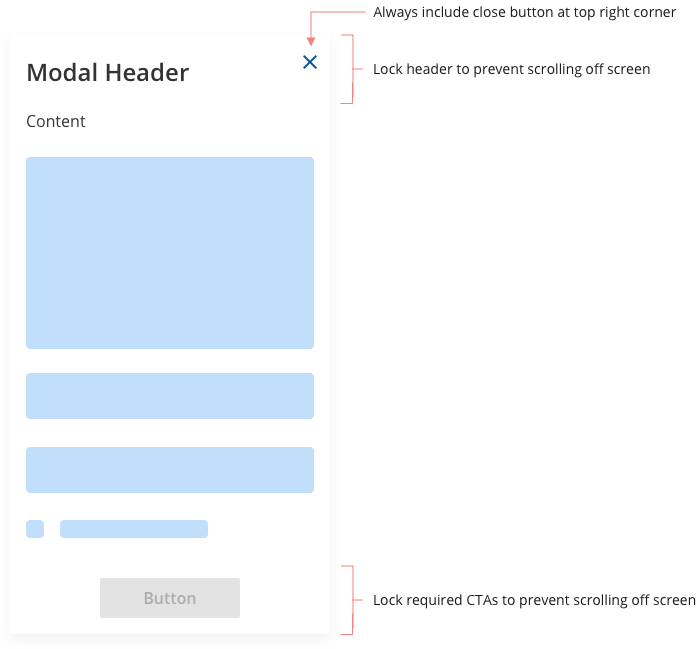 Always include close button at top right corner
Modal Header
Lock header to prevent scrolling off screen
Content
Button
Lock required CTAs to prevent scrolling off screen